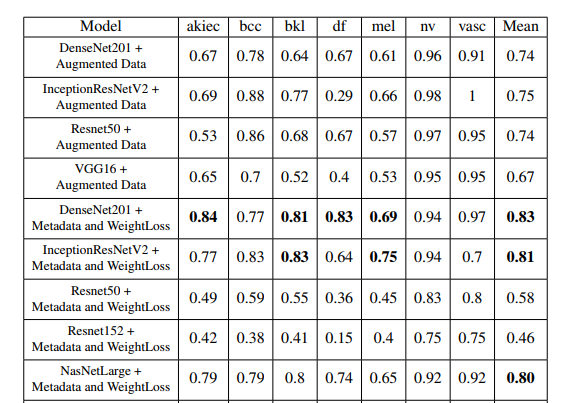 Model akiec bcc bkl df mel nv vasc Mean
DenseNet201 +
Augmented Data 0.67 0.78 0.64 0.67 0.61 0.96 0.91 0.74
InceptionResNetV2 +
Augmented Data 0.69 0.88 0.77 0.29 0.66 0.98 1 0.75
Resnet50 +
Augmented Data 0.53 0.86 0.68 0.67 0.57 0.97 0.95 0.74
VGG16 +
Augmented Data 0.65 0.7 0.52 0.4 0.53 0.95 0.95 0.67
DenseNet201 +
Metadata and WeightLoss 0.84 0.77 0.81 0.83 0.69 0.94 0.97 0.83
InceptionResNetV2 +
Metadata and WeightLoss 0.77 0.83 0.83 0.64 0.75 0.94 0.7 0.81
Resnet50 +
Metadata and WeightLoss 0.49 0.59 0.55 0.36 0.45 0.83 0.8 0.58
Resnet152 +
Metadata and WeightLoss 0.42 0.38 0.41 0.15 0.4 0.75 0.75 0.46
NasNetLarge +
Metadata and WeightLoss 0.79 0.79 0.8 0.74 0.65 0.92 0.92 0.80